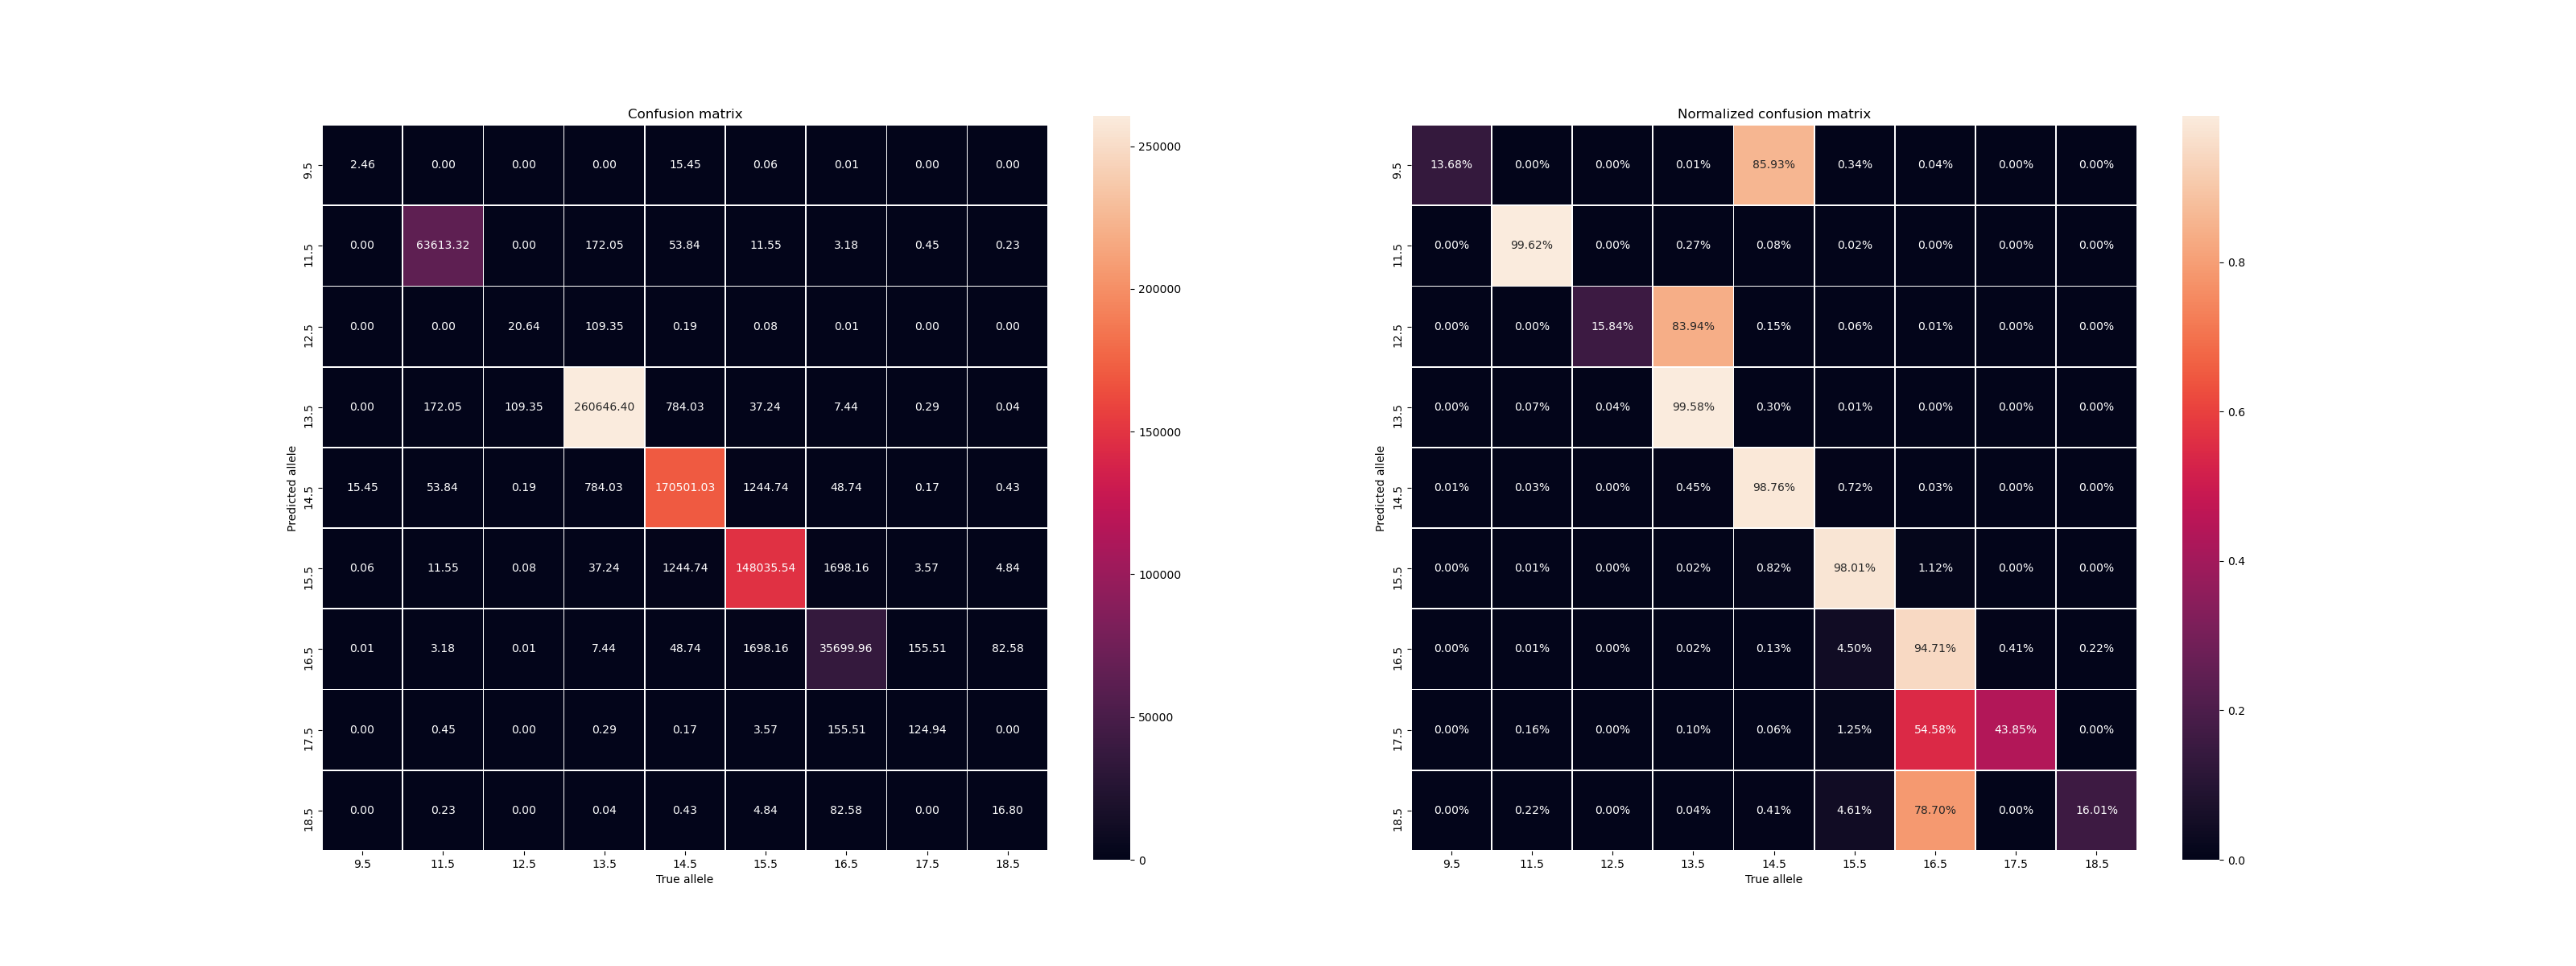 Confusion matrix
Predicted allele
9.5 2.46 0.00 0.00 0.00 15.45 0.06 0.01 0.00 0.00
11.5 0.00 63613.32 0.00 172.05 53.84 11.55 3.18 0.45 0.23
12.5 0.00 0.00 20.64 109.35 0.19 0.08 0.01 0.00 0.00
13.5 0.00 172.05 109.35 260646.40 784.03 37.24 7.44 0.29 0.04
14.5 15.45 53.84 0.19 784.03 170501.03 1244.74 48.74 0.17 0.43
15.5 0.06 11.55 0.08 37.24 1244.74 148035.54 1698.16 3.57 4.84
16.5 0.01 3.18 0.01 7.44 48.74 1698.16 35699.96 155.51 82.58
17.5 0.00 0.45 0.00 0.29 0.17 3.57 155.51 124.94 0.00
18.5 0.00 0.23 0.00 0.04 0.43 4.84 82.58 0.00 16.80
9.5 11.5 12.5 13.5 14.5 15.5 16.5 17.5 18.5
True allele
250000
200000
150000
100000
50000
0
Normalized confusion matrix
Predicted allele
9.5 13.68% 0.00% 0.00% 0.01% 85.93% 0.34% 0.04% 0.00% 0.00%
11.5 0.00% 99.62% 0.00% 0.27% 0.08% 0.02% 0.00% 0.00% 0.00%
12.5 0.00% 0.00% 15.84% 83.94% 0.15% 0.06% 0.01% 0.00% 0.00%
13.5 0.00% 0.07% 0.04% 99.58% 0.30% 0.01% 0.00% 0.00% 0.00%
14.5 0.01% 0.03% 0.00% 0.45% 98.76% 0.72% 0.03% 0.00% 0.00%
15.5 0.00% 0.01% 0.00% 0.02% 0.82% 98.01% 1.12% 0.00% 0.00%
16.5 0.00% 0.01% 0.00% 0.02% 0.13% 4.50% 94.71% 0.41% 0.22%
17.5 0.00% 0.16% 0.00% 0.10% 0.06% 1.25% 54.58% 43.85% 0.00%
18.5 0.00% 0.22% 0.00% 0.04% 0.41% 4.61% 78.70% 0.00% 16.01%
9.5 11.5 12.5 13.5 14.5 15.5 16.5 17.5 18.5
True allele
0.8
0.6
0.4
0.2
0.0